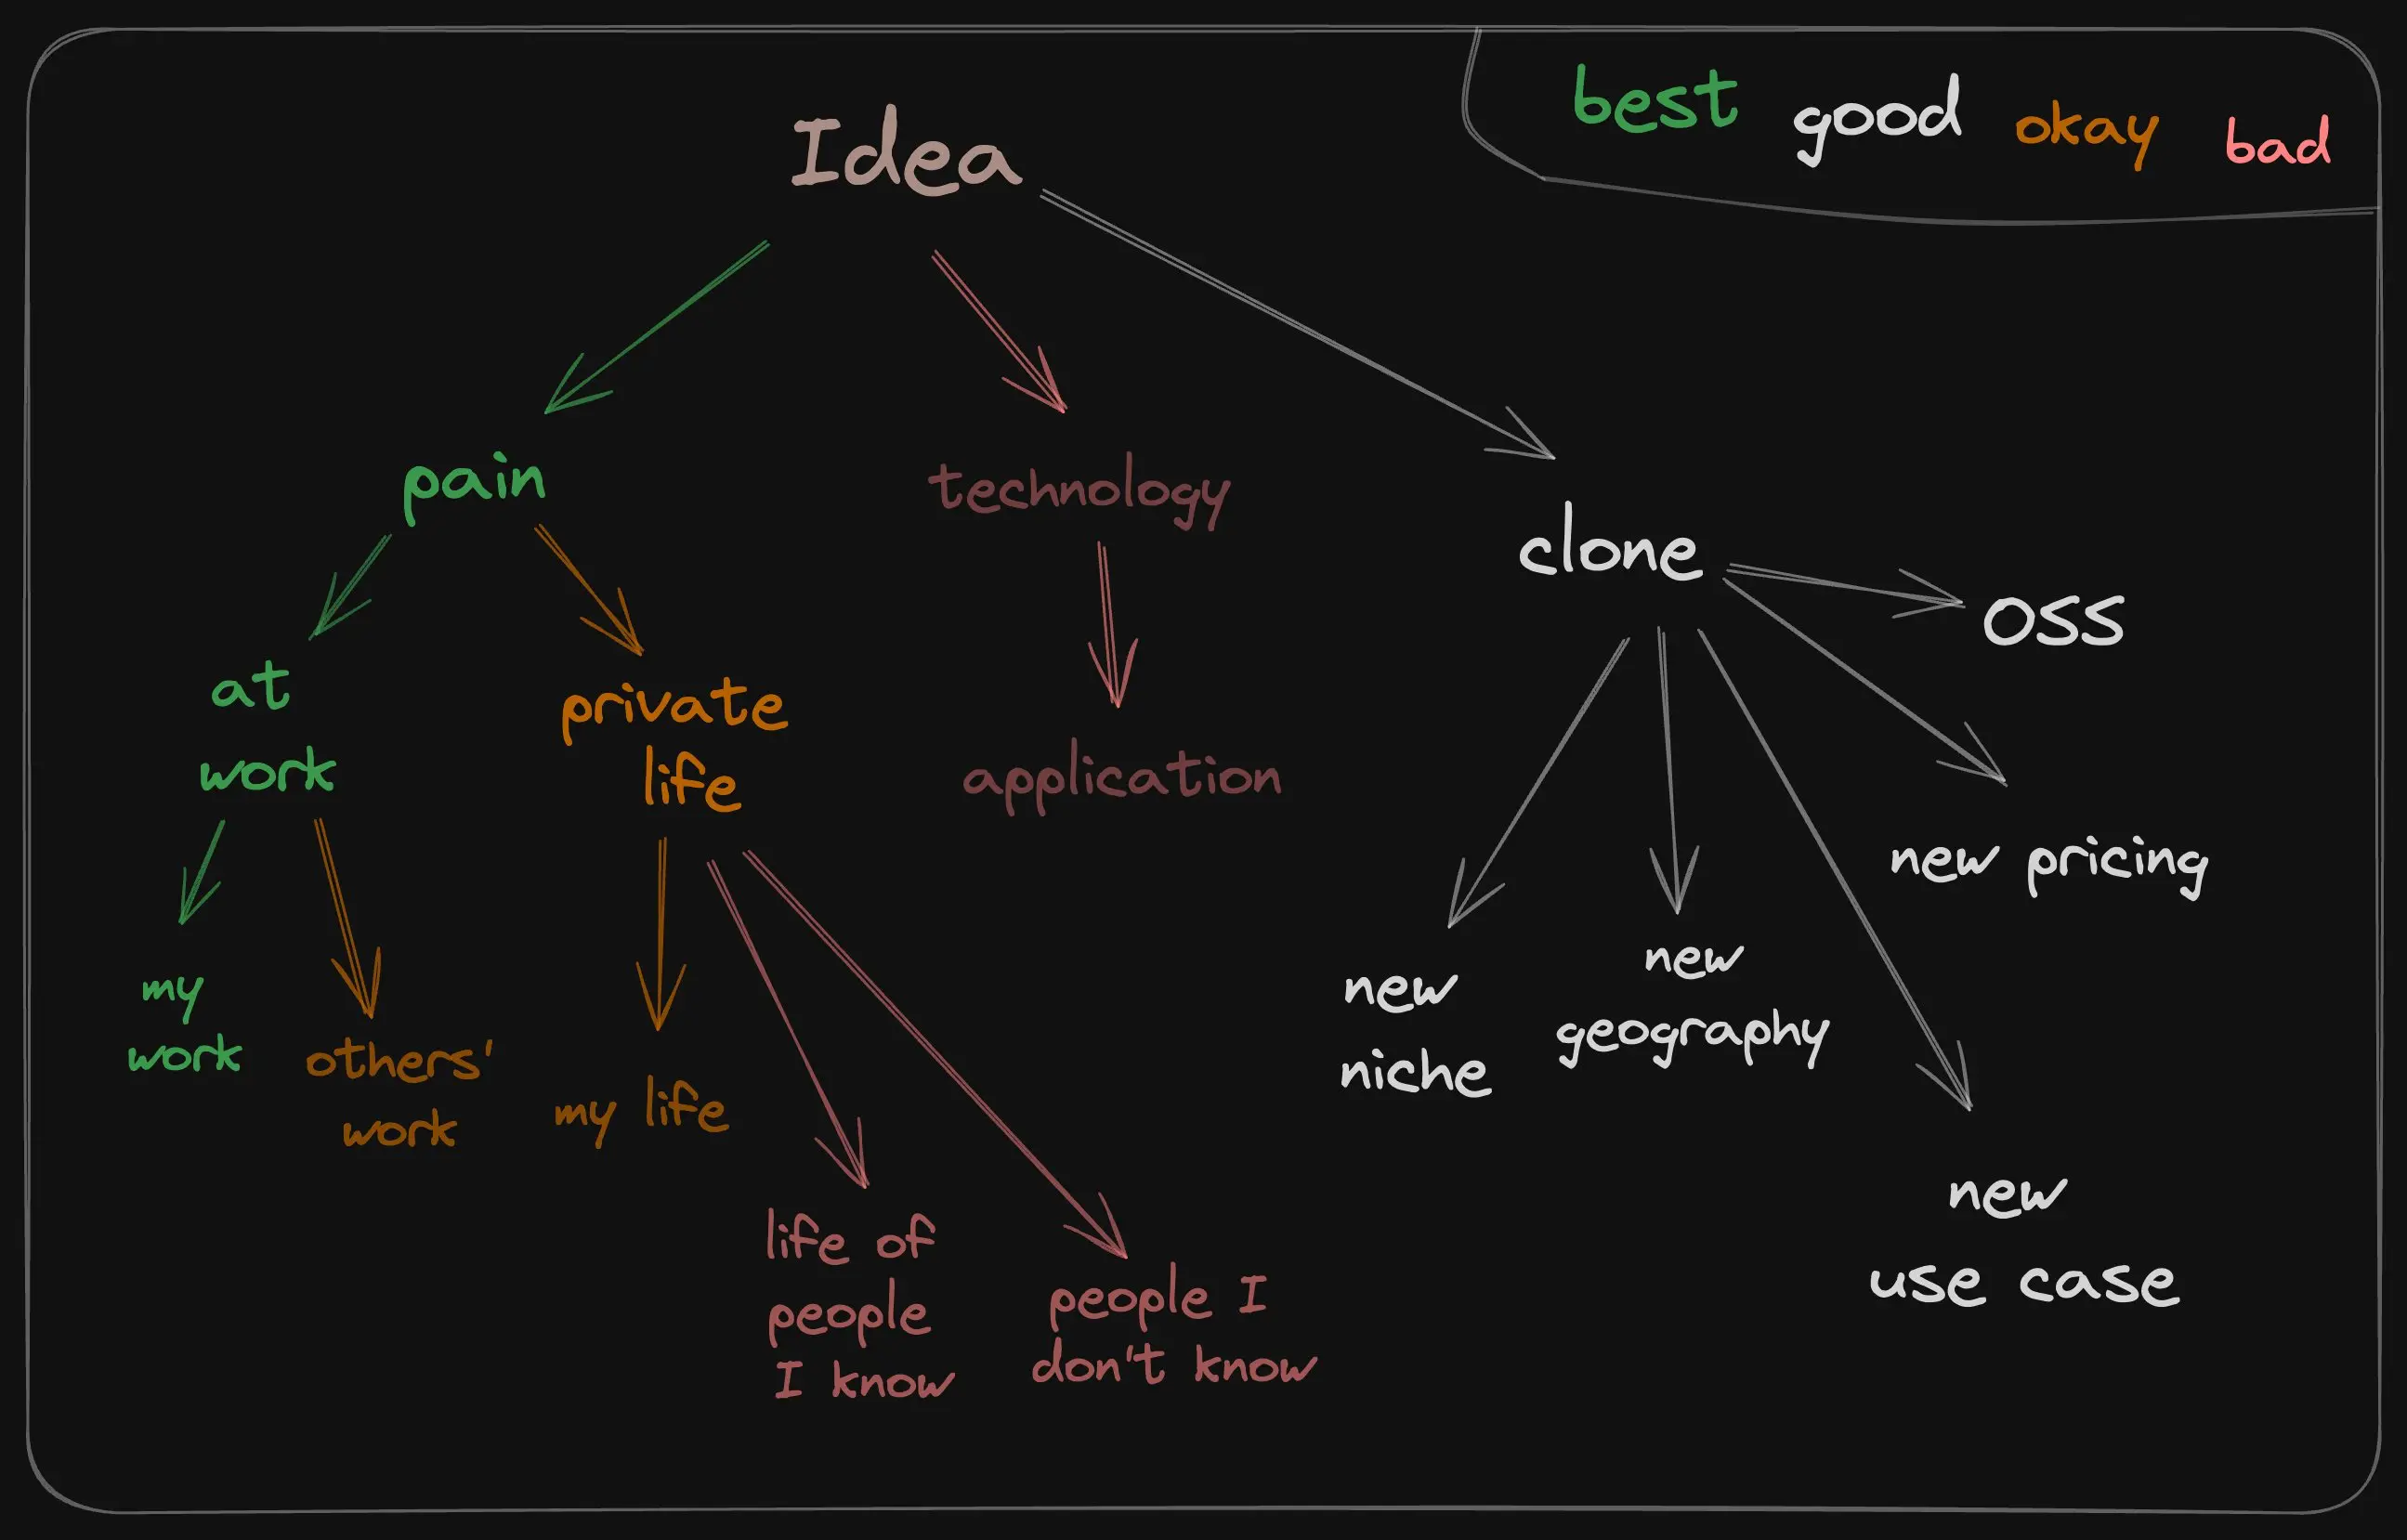 best good okay bad
Idea
pain
technology
clone
OSS
at
work
private
life
application
new pricing
my
work
others'
work
my life
new
niche
new
geography
life of
people
I know
people I
don't know
new
use case